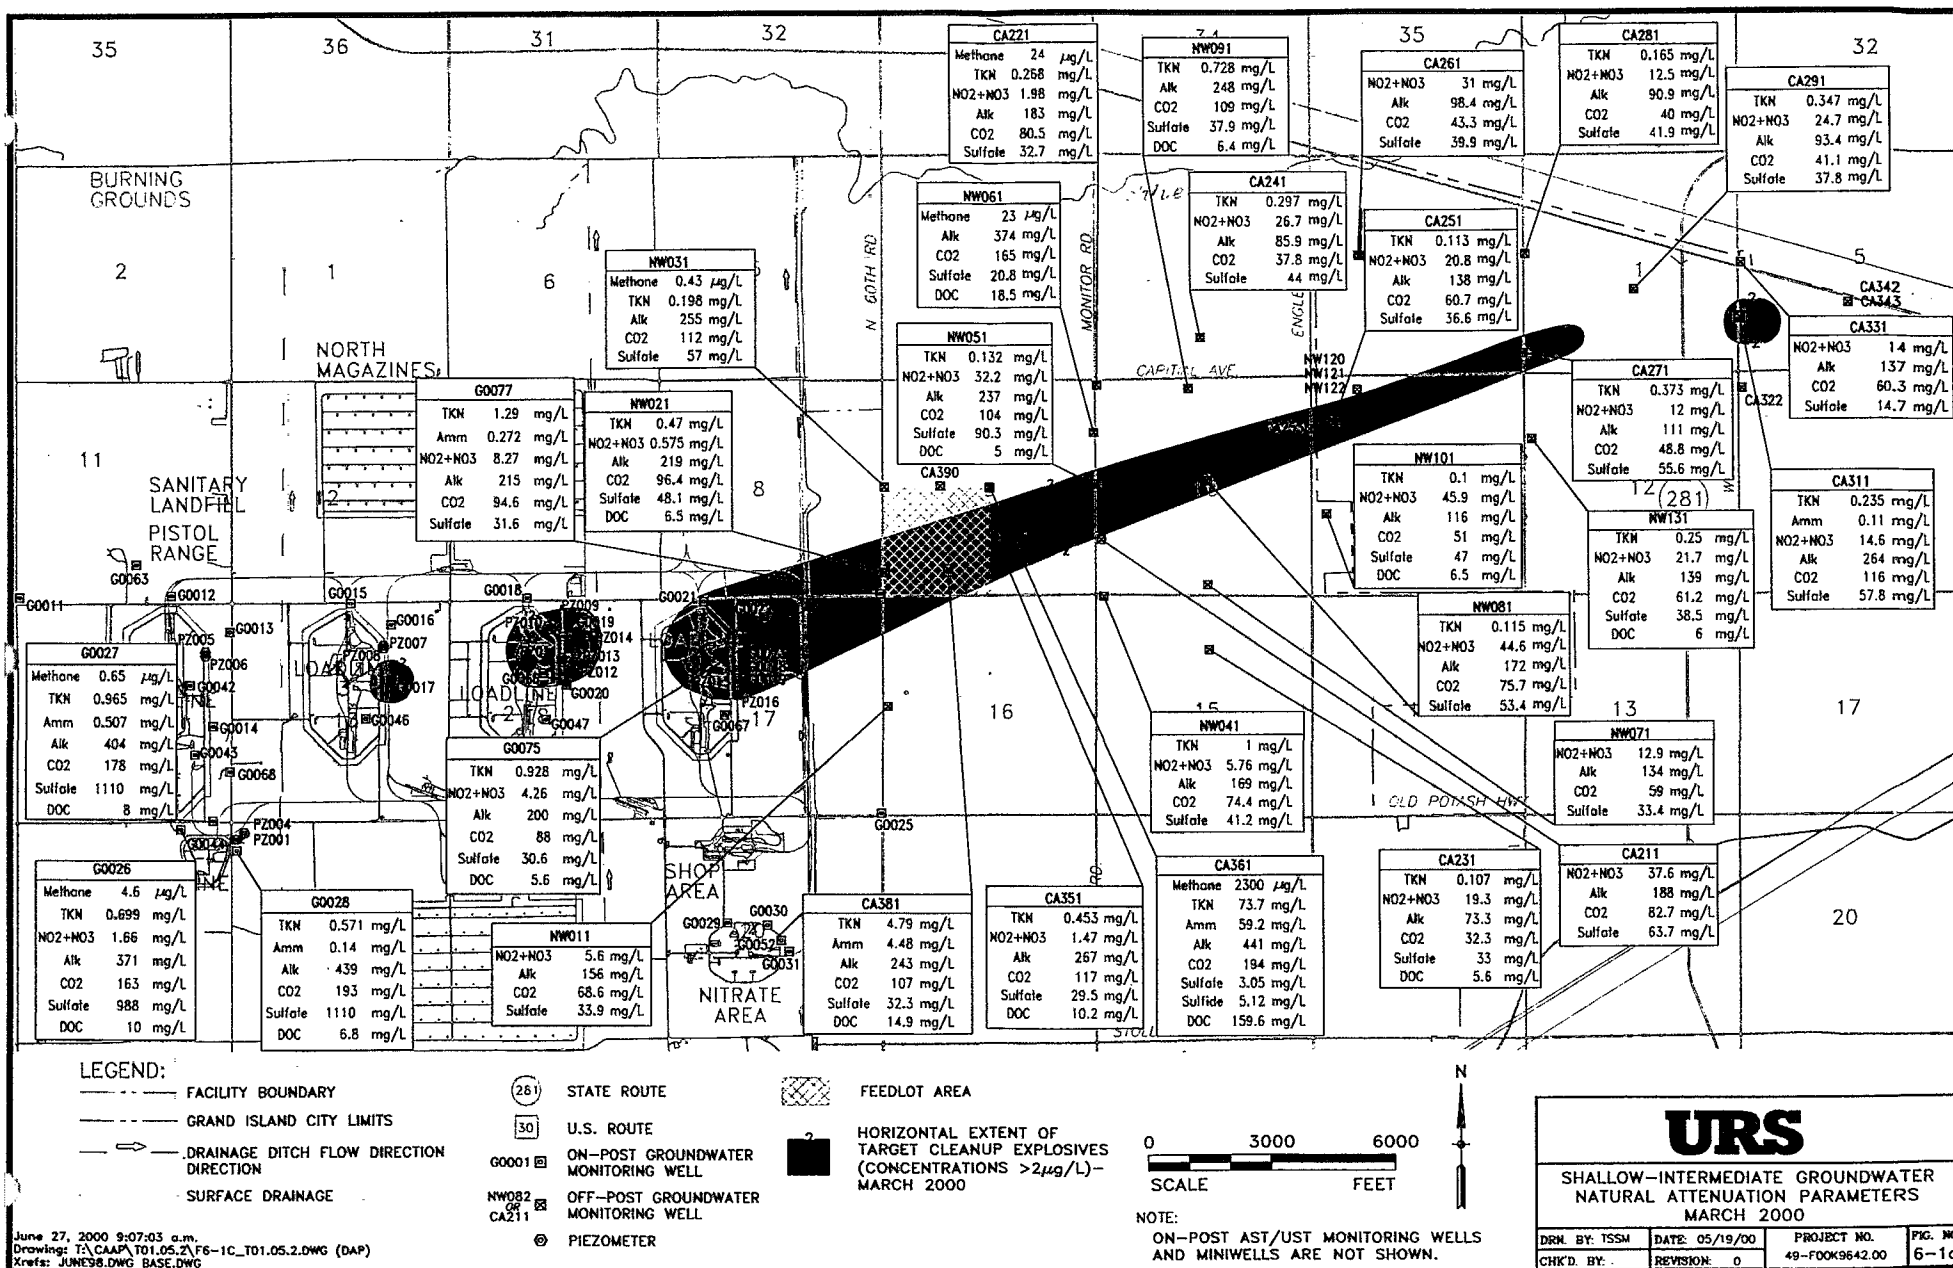 35
36
31
32
35
32
BURNING
GROUNDS
2
1
6
5
1
NORTH
MAGAZINES
11
2
8
SANITARY
LANDFILL
PISTOL
RANGE
N 60TH RD
MONITOR RD
CAPITAL AVE
12
281
17
16
15
13
17
20
OLD POTASH HWY
SHOP
AREA
NITRATE
AREA
CA221
Methane 24 µg/L
TKN 0.268 mg/L
NO2+NO3 1.98 mg/L
Alk 183 mg/L
CO2 80.5 mg/L
Sulfate 32.7 mg/L
NW091
TKN 0.728 mg/L
Alk 248 mg/L
CO2 109 mg/L
Sulfate 37.9 mg/L
DOC 6.4 mg/L
CA261
NO2+NO3 31 mg/L
Alk 98.4 mg/L
CO2 43.3 mg/L
Sulfate 39.9 mg/L
CA281
TKN 0.165 mg/L
NO2+NO3 12.5 mg/L
Alk 90.9 mg/L
CO2 40 mg/L
Sulfate 41.9 mg/L
CA291
TKN 0.347 mg/L
NO2+NO3 24.7 mg/L
Alk 93.4 mg/L
CO2 41.1 mg/L
Sulfate 37.8 mg/L
NW061
Methane 23 µg/L
Alk 374 mg/L
CO2 165 mg/L
Sulfate 20.8 mg/L
DOC 18.5 mg/L
CA241
TKN 0.297 mg/L
NO2+NO3 26.7 mg/L
Alk 85.9 mg/L
CO2 37.8 mg/L
Sulfate 44 mg/L
CA251
TKN 0.113 mg/L
NO2+NO3 20.8 mg/L
Alk 138 mg/L
CO2 60.7 mg/L
Sulfate 36.6 mg/L
NW031
Methane 0.43 µg/L
TKN 0.198 mg/L
Alk 255 mg/L
CO2 112 mg/L
Sulfate 57 mg/L
CA342
CA343
CA331
NO2+NO3 14 mg/L
Alk 137 mg/L
CO2 60.3 mg/L
Sulfate 14.7 mg/L
NW051
TKN 0.132 mg/L
NO2+NO3 32.2 mg/L
Alk 237 mg/L
CO2 104 mg/L
Sulfate 90.3 mg/L
DOC 5 mg/L
NW120
NW121
NW122
CA271
TKN 0.373 mg/L
NO2+NO3 12 mg/L
Alk 111 mg/L
CO2 48.8 mg/L
Sulfate 55.6 mg/L
CA322
G0077
TKN 1.29 mg/L
Amm 0.272 mg/L
NO2+NO3 8.27 mg/L
Alk 215 mg/L
CO2 94.6 mg/L
Sulfate 31.6 mg/L
NW021
TKN 0.47 mg/L
NO2+NO3 0.575 mg/L
Alk 219 mg/L
CO2 96.4 mg/L
Sulfate 48.1 mg/L
DOC 6.5 mg/L
CA390
NW101
TKN 0.1 mg/L
NO2+NO3 45.9 mg/L
Alk 116 mg/L
CO2 51 mg/L
Sulfate 47 mg/L
DOC 6.5 mg/L
CA311
TKN 0.235 mg/L
Amm 0.11 mg/L
NO2+NO3 14.6 mg/L
Alk 264 mg/L
CO2 116 mg/L
Sulfate 57.8 mg/L
NW131
TKN 0.25 mg/L
NO2+NO3 21.7 mg/L
Alk 139 mg/L
CO2 61.2 mg/L
Sulfate 38.5 mg/L
DOC 6 mg/L
G0063
G0011
G0012
G0013
G0015
G0016
G0018
PZ009
G0019
PZ014
G0021
PZ005
PZ006
PZ007
PZ008
PZ013
PZ012
G0020
G0042
G0014
G0043
G0068
G0046
G0047
PZ016
G0067
PZ004
PZ001
G0044
G0025
G0029
G0030
G0052
G0031
NW081
TKN 0.115 mg/L
NO2+NO3 44.6 mg/L
Alk 172 mg/L
CO2 75.7 mg/L
Sulfate 53.4 mg/L
G0027
Methane 0.65 µg/L
TKN 0.965 mg/L
Amm 0.507 mg/L
Alk 404 mg/L
CO2 178 mg/L
Sulfate 1110 mg/L
DOC 8 mg/L
G0075
TKN 0.928 mg/L
NO2+NO3 4.26 mg/L
Alk 200 mg/L
CO2 88 mg/L
Sulfate 30.6 mg/L
DOC 5.6 mg/L
NW041
TKN 1 mg/L
NO2+NO3 5.76 mg/L
Alk 169 mg/L
CO2 74.4 mg/L
Sulfate 41.2 mg/L
NW071
NO2+NO3 12.9 mg/L
Alk 134 mg/L
CO2 59 mg/L
Sulfate 33.4 mg/L
G0026
Methane 4.6 µg/L
TKN 0.699 mg/L
NO2+NO3 1.66 mg/L
Alk 371 mg/L
CO2 163 mg/L
Sulfate 988 mg/L
DOC 10 mg/L
G0028
TKN 0.571 mg/L
Amm 0.14 mg/L
Alk 439 mg/L
CO2 193 mg/L
Sulfate 1110 mg/L
DOC 6.8 mg/L
NW011
NO2+NO3 5.6 mg/L
Alk 156 mg/L
CO2 68.6 mg/L
Sulfate 33.9 mg/L
CA381
TKN 4.79 mg/L
Amm 4.48 mg/L
Alk 243 mg/L
CO2 107 mg/L
Sulfate 32.3 mg/L
DOC 14.9 mg/L
CA351
TKN 0.453 mg/L
NO2+NO3 1.47 mg/L
Alk 267 mg/L
CO2 117 mg/L
Sulfate 29.5 mg/L
DOC 10.2 mg/L
CA361
Methane 2300 µg/L
TKN 73.7 mg/L
Amm 59.2 mg/L
Alk 441 mg/L
CO2 194 mg/L
Sulfate 3.05 mg/L
Sulfide 5.12 mg/L
DOC 159.6 mg/L
CA231
TKN 0.107 mg/L
NO2+NO3 19.3 mg/L
Alk 73.3 mg/L
CO2 32.3 mg/L
Sulfate 33 mg/L
DOC 5.6 mg/L
CA211
NO2+NO3 37.6 mg/L
Alk 188 mg/L
CO2 82.7 mg/L
Sulfate 63.7 mg/L
LEGEND:
FACILITY BOUNDARY
GRAND ISLAND CITY LIMITS
DRAINAGE DITCH FLOW DIRECTION
DIRECTION
SURFACE DRAINAGE
281 STATE ROUTE
30 U.S. ROUTE
G0001 ON-POST GROUNDWATER
MONITORING WELL
NW082
OR
CA211
OFF-POST GROUNDWATER
MONITORING WELL
PIEZOMETER
FEEDLOT AREA
2
HORIZONTAL EXTENT OF
TARGET CLEANUP EXPLOSIVES
(CONCENTRATIONS >2µg/L)-
MARCH 2000
0 3000 6000
SCALE FEET
N
NOTE:
ON-POST AST/UST MONITORING WELLS
AND MINIWELLS ARE NOT SHOWN.
URS
SHALLOW-INTERMEDIATE GROUNDWATER
NATURAL ATTENUATION PARAMETERS
MARCH 2000
DRN. BY: TSSM
DATE: 05/19/00
PROJECT NO.
49-F00K9642.00
FIG. NO
6-1c
CHK'D. BY:
REVISION: 0
June 27, 2000 9:07:03 a.m.
Drawing: T:\CAAP\T01.05.2\F6-1C_T01.05.2.DWG (DAP)
Xrefs: JUNE98.DWG BASE.DWG